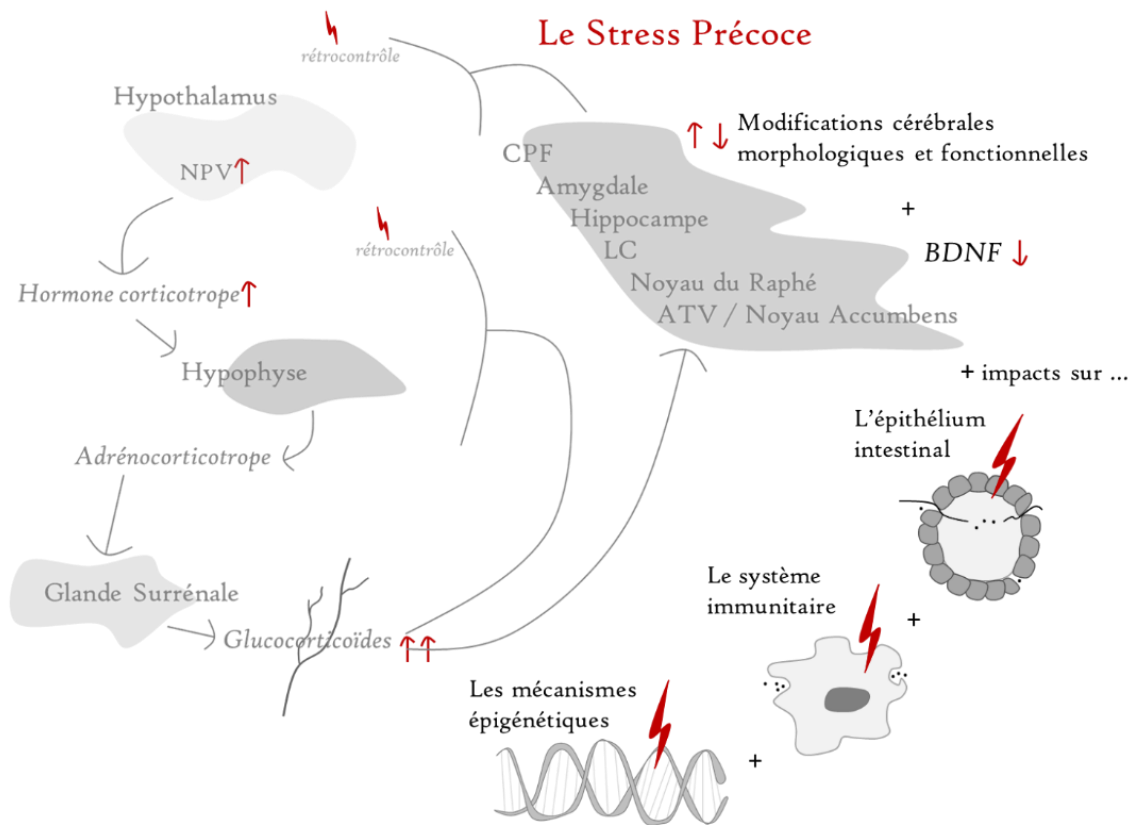 Le Stress Précoce
rétrocontrôle
Hypothalamus
NPV
Hormone corticotrope
Hypophyse
Adrénocorticotrope
Glande Surrénale
Glucocorticoïdes
rétrocontrôle
CPF
Amygdale
Hippocampe
LC
Noyau du Raphé
ATV / Noyau Accumbens
Modifications cérébrales
morphologiques et fonctionnelles
+
BDNF
+ impacts sur ...
L'épithélium
intestinal
+
Le système
immunitaire
+
Les mécanismes
épigénétiques